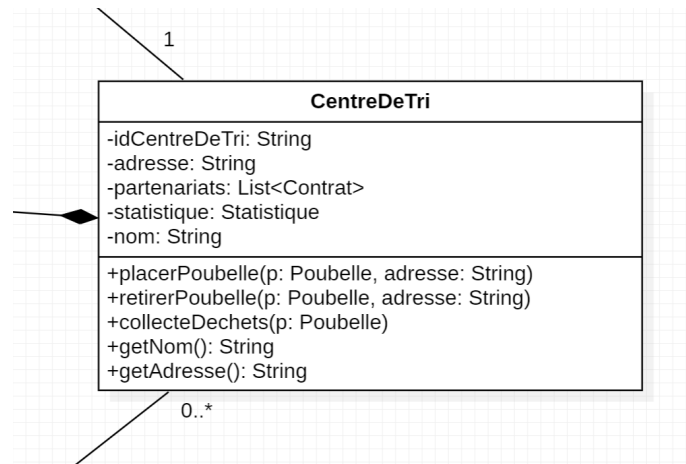 1
CentreDeTri
-idCentreDeTri: String
-adresse: String
-partenariats: List<Contrat>
-statistique: Statistique
-nom: String
+placerPoubelle(p: Poubelle, adresse: String)
+retirerPoubelle(p: Poubelle, adresse: String)
+collecteDechets(p: Poubelle)
+getNom(): String
+getAdresse(): String
0..*